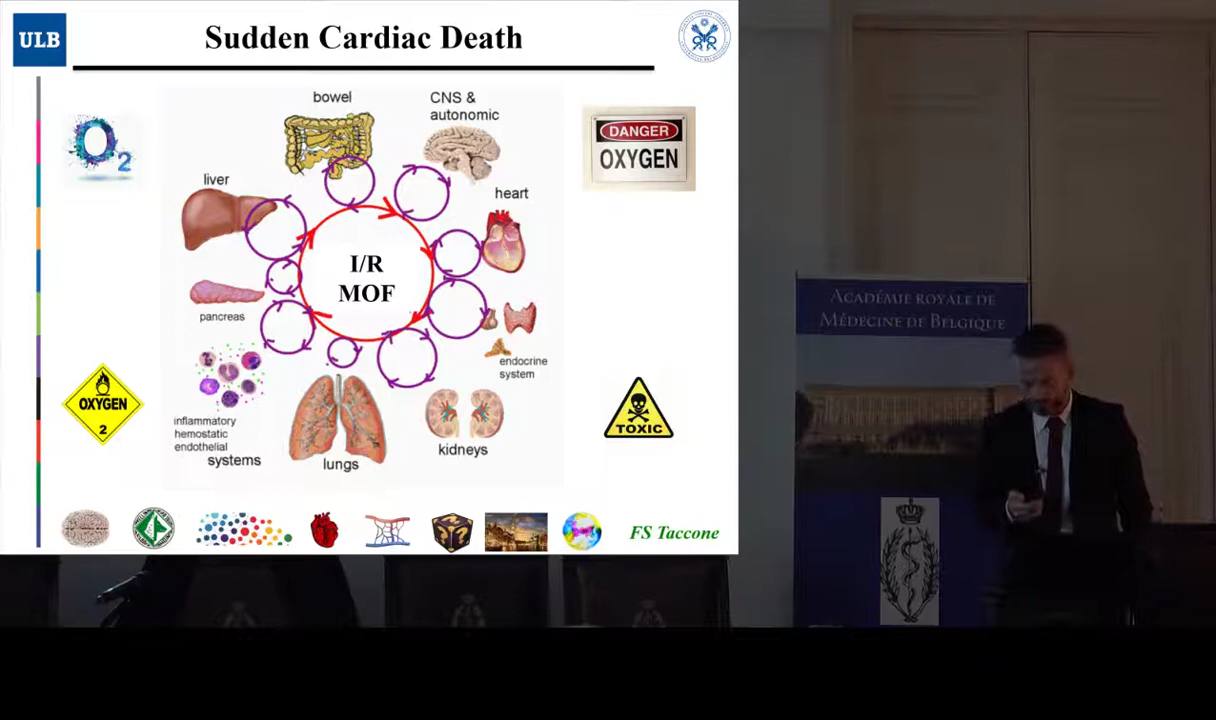 ULB
Sudden Cardiac Death
O2
bowel
CNS &
autonomic
DANGER
OXYGEN
liver
heart
I/R
MOF
pancreas
endocrine
system
OXYGEN
2
TOXIC
inflammatory
hemostatic
endothelial
systems
lungs
kidneys
FS Taccone
ACADÉMIE ROYALE DE
MÉDECINE DE BELGIQUE